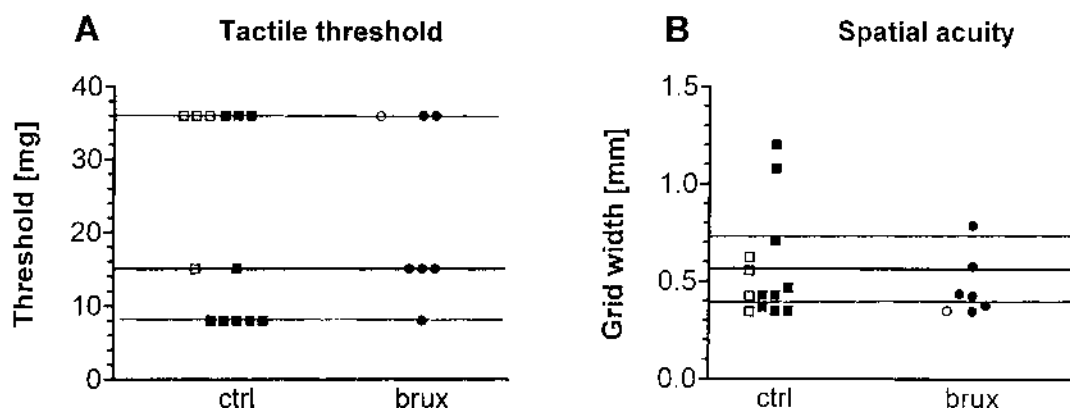 A Tactile threshold
Threshold [mg]
40
30
20
10
0
ctrl brux
B Spatial acuity
Grid width [mm]
1.5
1.0
0.5
0.0
ctrl brux